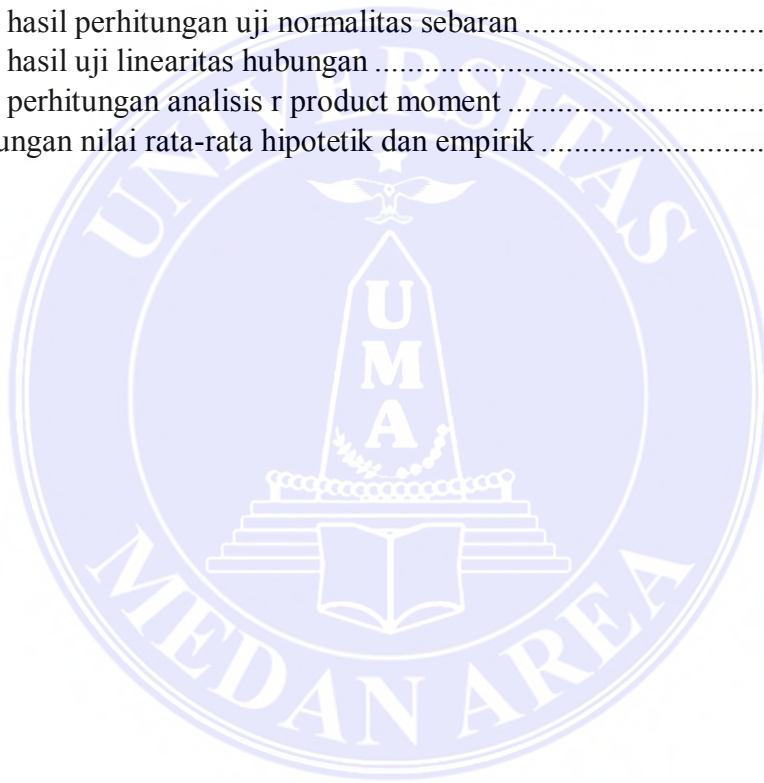 hasil perhitungan uji normalitas sebaran ..............................
hasil uji linearitas hubungan ..................................................
perhitungan analisis r product moment ................................
ungan nilai rata-rata hipotetik dan empirik ............................
UNIVERSITAS
U
M
A
MEDAN AREA